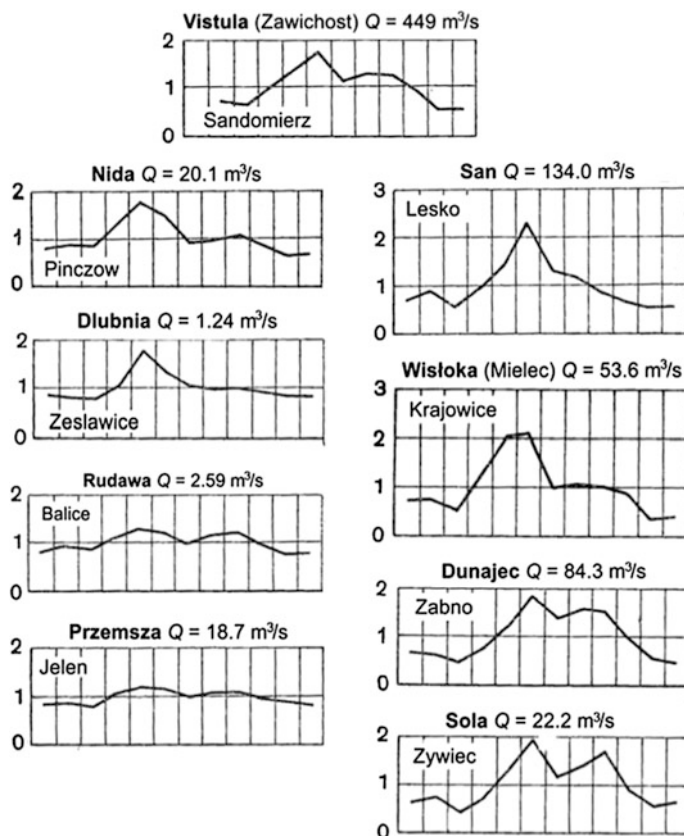 Vistula (Zawichost) Q = 449 m³/s
2
1
0
Sandomierz
Nida Q = 20.1 m³/s
2
1
0
Pinczow
Dlubnia Q = 1.24 m³/s
2
1
0
Zeslawice
Rudawa Q = 2.59 m³/s
2
1
0
Balice
Przemsza Q = 18.7 m³/s
2
1
0
Jelen
San Q = 134.0 m³/s
3
2
1
0
Lesko
Wisłoka (Mielec) Q = 53.6 m³/s
3
2
1
0
Krajowice
Dunajec Q = 84.3 m³/s
2
1
0
Zabno
Sola Q = 22.2 m³/s
2
1
0
Zywiec